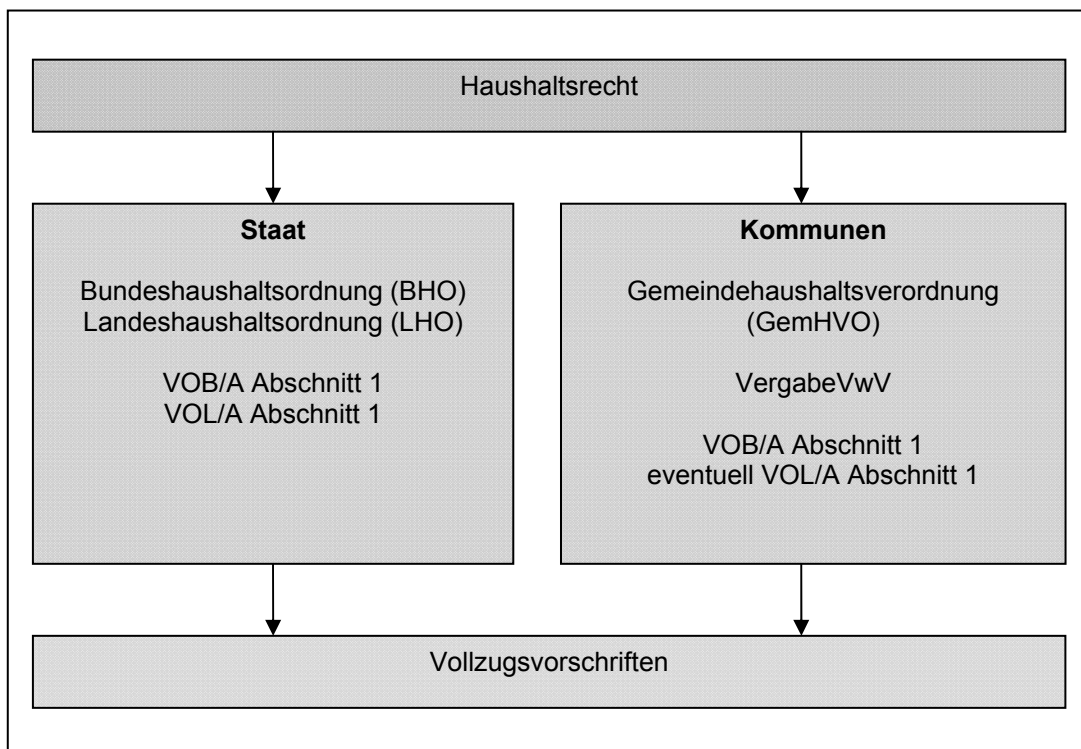 Haushaltsrecht
Staat
Bundeshaushaltsordnung (BHO)
Landeshaushaltsordnung (LHO)
VOB/A Abschnitt 1
VOL/A Abschnitt 1
Kommunen
Gemeindehaushaltsverordnung
(GemHVO)
VergabeVwV
VOB/A Abschnitt 1
eventuell VOL/A Abschnitt 1
Vollzugsvorschriften